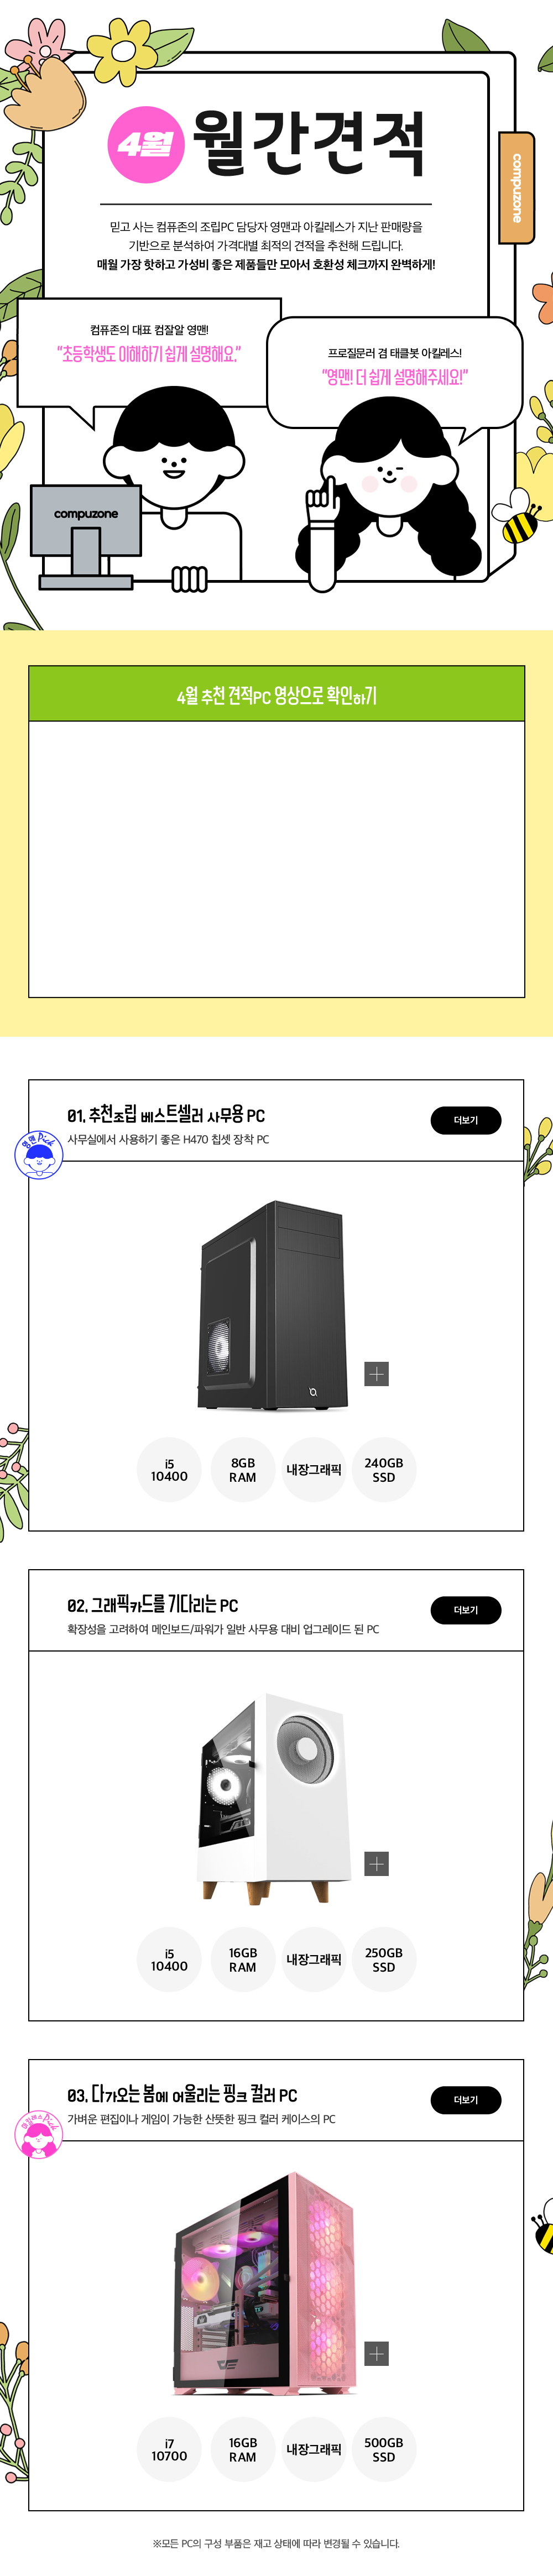 4월
월간견적
compuzone
믿고 사는 컴퓨존의 조립PC 담당자 영맨과 아킬레스가 지난 판매량을
기반으로 분석하여 가격대별 최적의 견적을 추천해 드립니다.
매월 가장 핫하고 가성비 좋은 제품들만 모아서 호환성 체크까지 완벽하게!
컴퓨존의 대표 컴잘알 영맨!
"초등학생도 이해하기 쉽게 설명해요."
프로질문러 겸 태클봇 아킬레스!
"영맨! 더 쉽게 설명해주세요!"
compuzone
4월 추천 견적PC 영상으로 확인하기
01. 추천조립 베스트셀러 사무용 PC
더보기
사무실에서 사용하기 좋은 H470 칩셋 장착 PC
영맨 Pick
i5
10400
8GB
RAM
내장그래픽
240GB
SSD
02. 그래픽카드를 기다리는 PC
더보기
확장성을 고려하여 메인보드/파워가 일반 사무용 대비 업그레이드 된 PC
i5
10400
16GB
RAM
내장그래픽
250GB
SSD
03. 다가오는 봄에 어울리는 핑크 컬러 PC
더보기
가벼운 편집이나 게임이 가능한 산뜻한 핑크 컬러 케이스의 PC
아킬레스 Pick
i7
10700
16GB
RAM
내장그래픽
500GB
SSD
※모든 PC의 구성 부품은 재고 상태에 따라 변경될 수 있습니다.